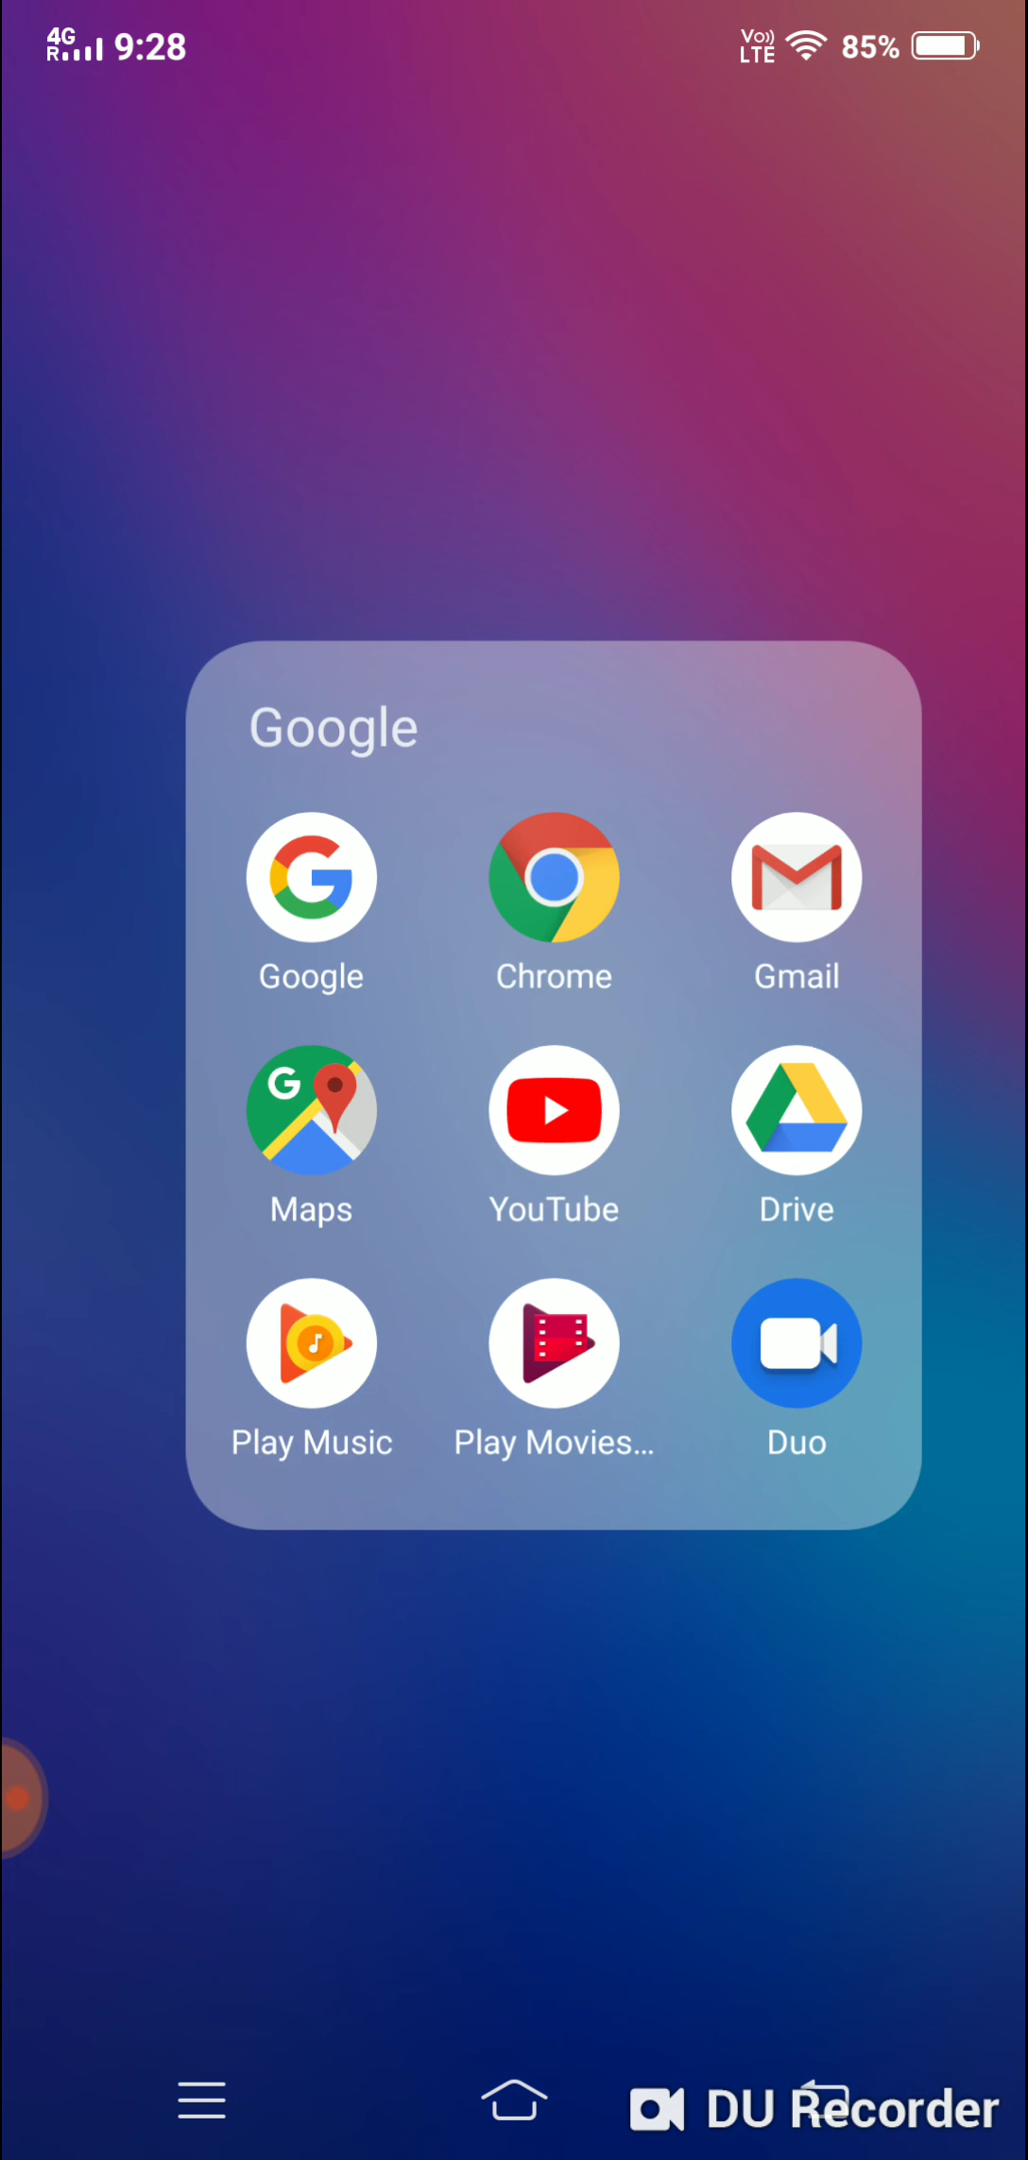 4G
R 9:28 Vo)) LTE 85%
Google
Google Chrome Gmail
G
Maps YouTube Drive
Play Music Play Movies... Duo
DU Recorder